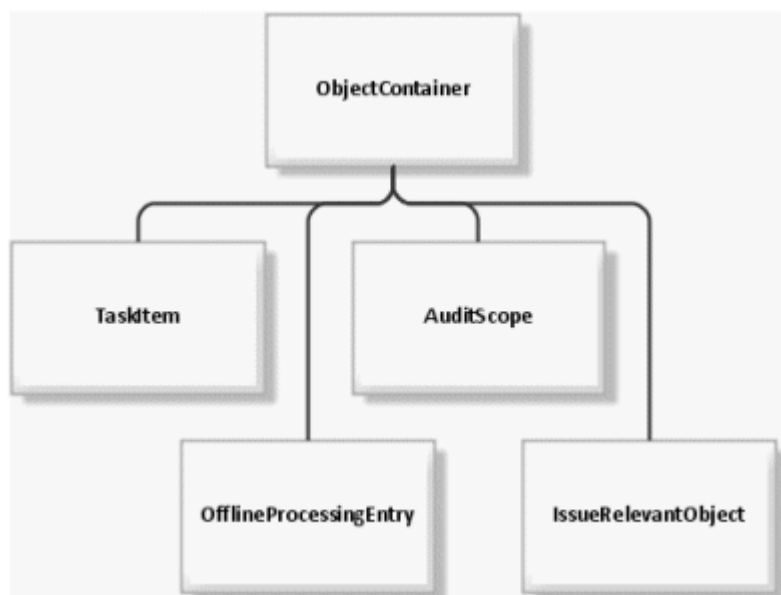 ObjectContainer
TaskItem
AuditScope
OfflineProcessingEntry
IssueRelevantObject